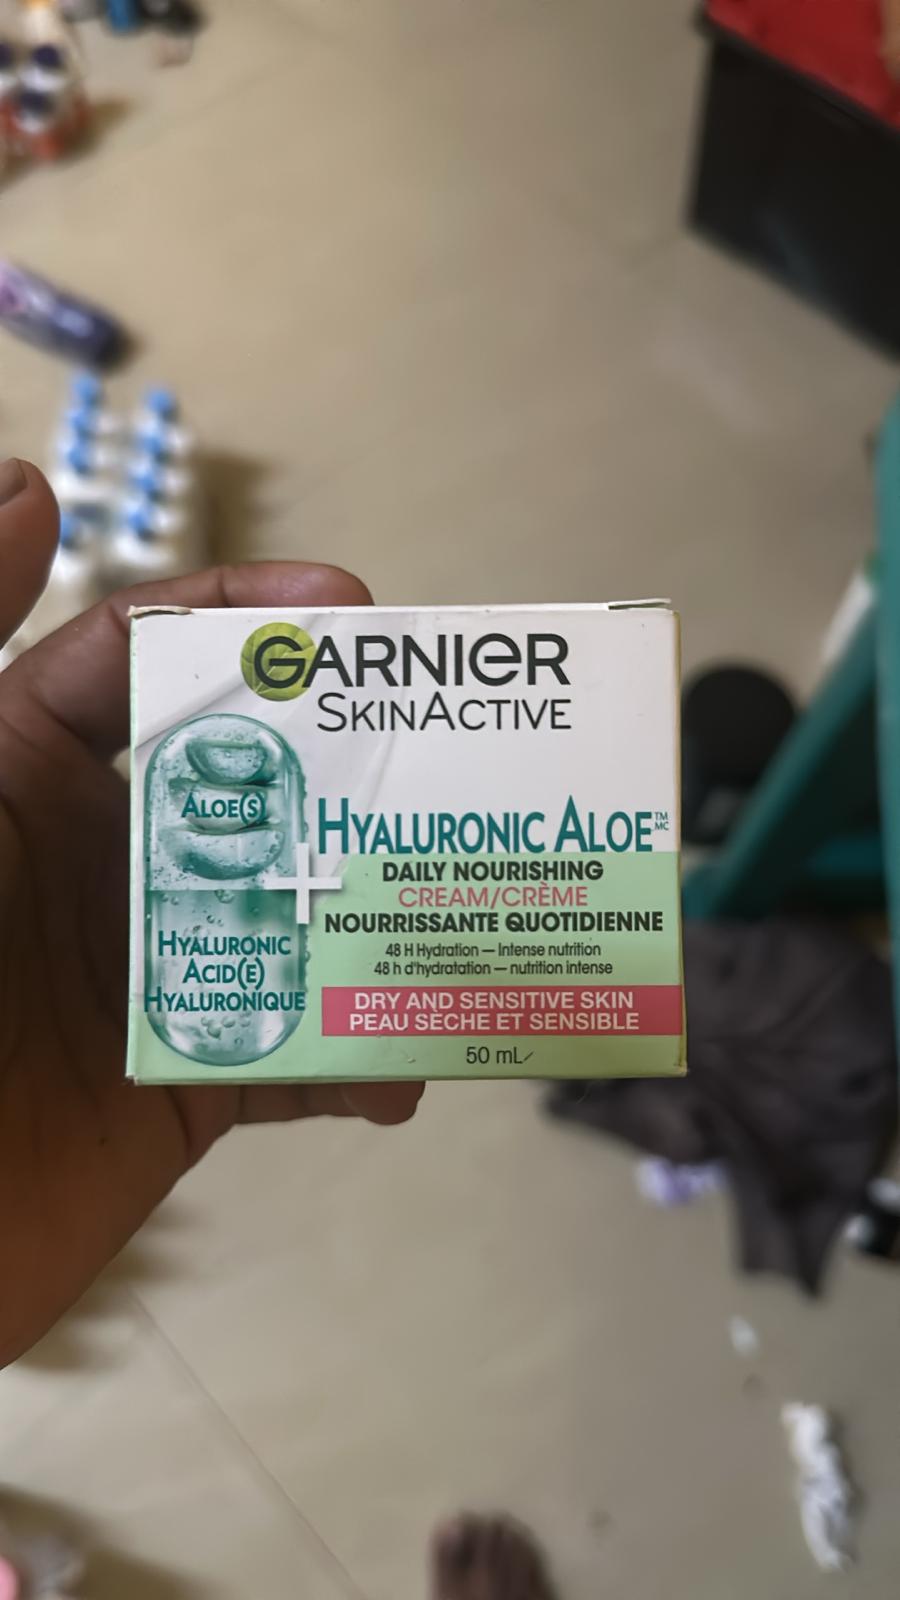 GARNIER
SKINACTIVE
ALOE(S)
HYALURONIC ALOE™ MC
DAILY NOURISHING
CREAM/CRÈME
NOURRISSANTE QUOTIDIENNE
HYALURONIC
ACID(E)
HYALURONIQUE
48 H Hydration — Intense nutrition
48 h d'hydratation — nutrition intense
DRY AND SENSITIVE SKIN
PEAU SÈCHE ET SENSIBLE
50 mL